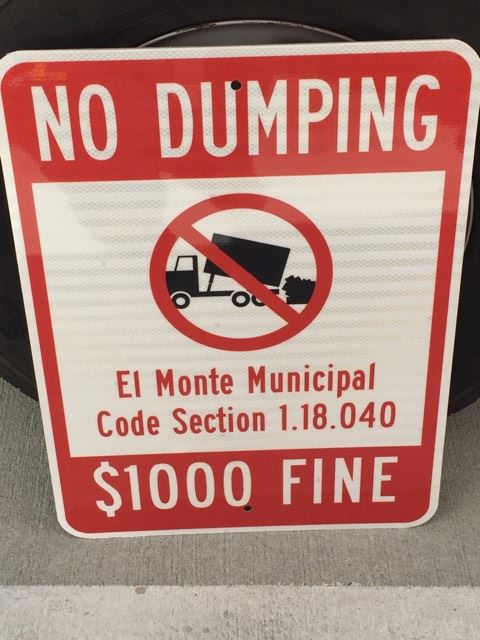 NO DUMPING
El Monte Municipal
Code Section 1.18.040
$1000 FINE